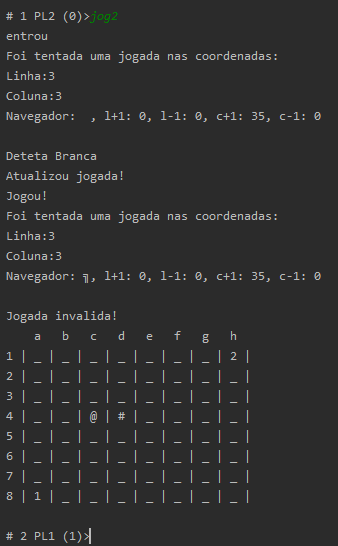 # 1 PL2 (0)>jog2
entrou
Foi tentada uma jogada nas coordenadas:
Linha:3
Coluna:3
Navegador:  , l+1: 0, l-1: 0, c+1: 35, c-1: 0
Deteta Branca
Atualizou jogada!
Jogou!
Foi tentada uma jogada nas coordenadas:
Linha:3
Coluna:3
Navegador: ╗, l+1: 0, l-1: 0, c+1: 35, c-1: 0
Jogada invalida!
a b c d e f g h
1 | _ | _ | _ | _ | _ | _ | _ | 2 |
2 | _ | _ | _ | _ | _ | _ | _ | _ |
3 | _ | _ | _ | _ | _ | _ | _ | _ |
4 | _ | _ | @ | # | _ | _ | _ | _ |
5 | _ | _ | _ | _ | _ | _ | _ | _ |
6 | _ | _ | _ | _ | _ | _ | _ | _ |
7 | _ | _ | _ | _ | _ | _ | _ | _ |
8 | 1 | _ | _ | _ | _ | _ | _ | _ |
# 2 PL1 (1)>